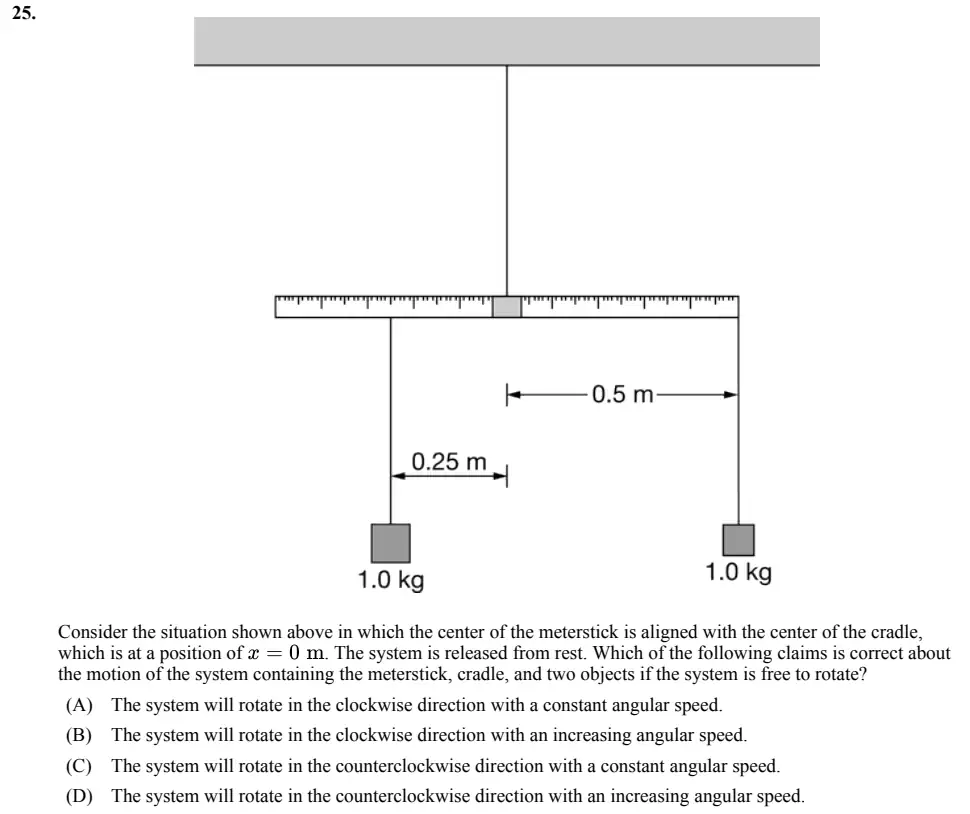 25.
0.5 m
0.25 m
1.0 kg
1.0 kg
Consider the situation shown above in which the center of the meterstick is aligned with the center of the cradle,
which is at a position of x = 0 m. The system is released from rest. Which of the following claims is correct about
the motion of the system containing the meterstick, cradle, and two objects if the system is free to rotate?
(A) The system will rotate in the clockwise direction with a constant angular speed.
(B) The system will rotate in the clockwise direction with an increasing angular speed.
(C) The system will rotate in the counterclockwise direction with a constant angular speed.
(D) The system will rotate in the counterclockwise direction with an increasing angular speed.